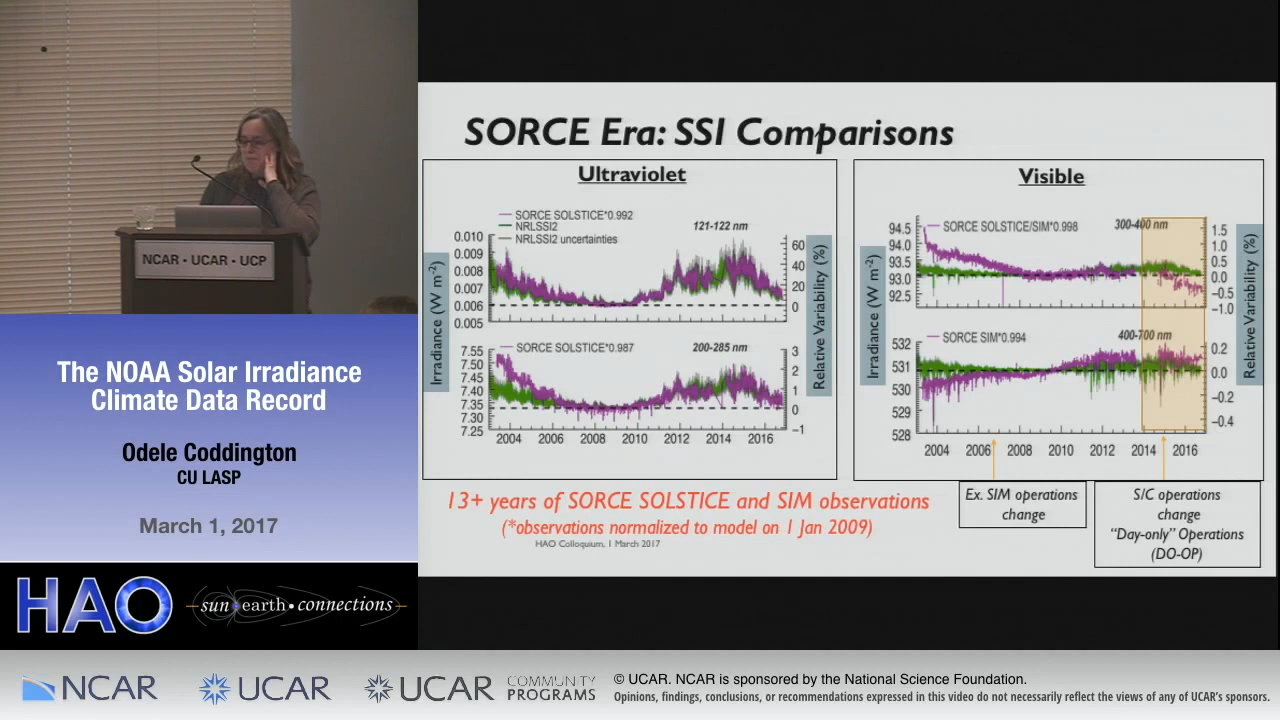 NCAR • UCAR • UCP
The NOAA Solar Irradiance
Climate Data Record
Odele Coddington
CU LASP
March 1, 2017
HAO
sun•earth•connections
SORCE Era: SSI Comparisons
Ultraviolet
SORCE SOLSTICE*0.992
NRLSSI2
NRLSSI2 uncertainties
121-122 nm
0.010
0.009
0.008
0.007
0.006
0.005
60
40
20
0
SORCE SOLSTICE*0.987
200-285 nm
7.55
7.50
7.45
7.40
7.35
7.30
7.25
3
2
1
0
−1
2004 2006 2008 2010 2012 2014 2016
Irradiance (W m-2)
Relative Variability (%)
Visible
SORCE SOLSTICE/SIM*0.998
300-400 nm
94.5
94.0
93.5
93.0
92.5
1.5
1.0
0.5
0.0
−0.5
−1.0
SORCE SIM*0.994
400-700 nm
532
531
530
529
528
0.2
0.0
−0.2
−0.4
2004 2006 2008 2010 2012 2014 2016
Irradiance (W m-2)
Relative Variability (%)
13+ years of SORCE SOLSTICE and SIM observations
(*observations normalized to model on 1 Jan 2009)
HAO Colloquium, 1 March 2017
Ex. SIM operations
change
S/C operations
change
“Day-only” Operations
(DO-OP)
NCAR
UCAR
UCAR
COMMUNITY
PROGRAMS
© UCAR. NCAR is sponsored by the National Science Foundation.
Opinions, findings, conclusions, or recommendations expressed in this video do not necessarily reflect the views of any of UCAR's sponsors.